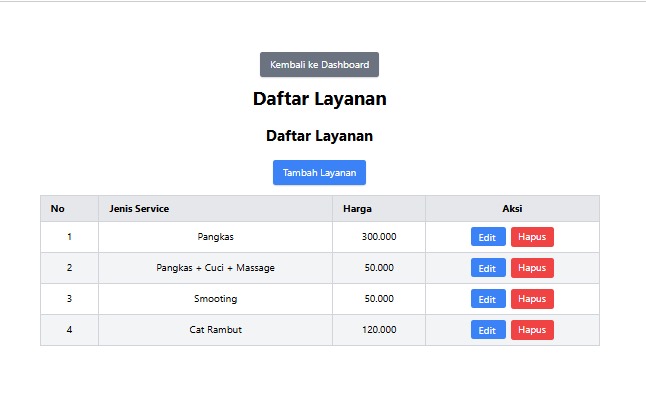 Kembali ke Dashboard
Daftar Layanan
Daftar Layanan
Tambah Layanan
No Jenis Service Harga Aksi
1 Pangkas 300.000 Edit Hapus
2 Pangkas + Cuci + Massage 50.000 Edit Hapus
3 Smooting 50.000 Edit Hapus
4 Cat Rambut 120.000 Edit Hapus